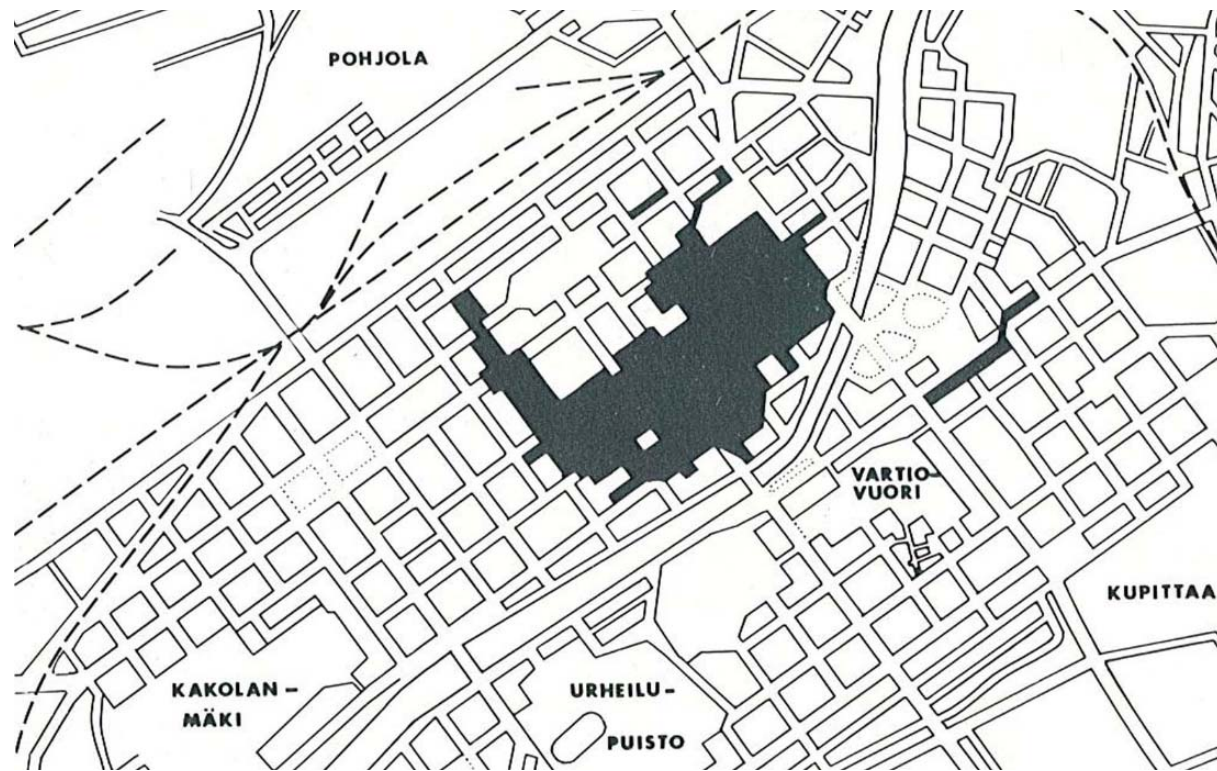 POHJOLA
VARTIO-
VUORI
KUPITTAA
KAKOLAN-
MÄKI
URHEILU-
PUISTO